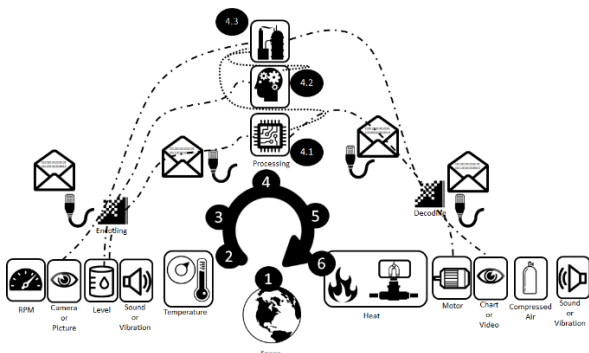 4.3
4.2
4.1
Processing
4
3
5
2
6
1
Encoding
Decoding
RPM
Camera
or
Picture
Level
Sound
or
Vibration
Temperature
Heat
Motor
Chart
or
Video
Compressed
Air
Sound
or
Vibration